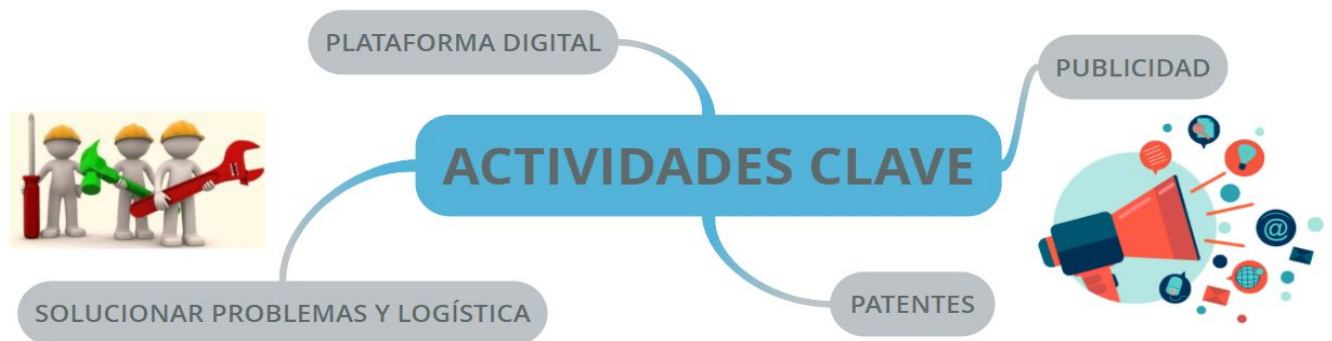 PLATAFORMA DIGITAL
PUBLICIDAD
ACTIVIDADES CLAVE
SOLUCIONAR PROBLEMAS Y LOGÍSTICA
PATENTES
@